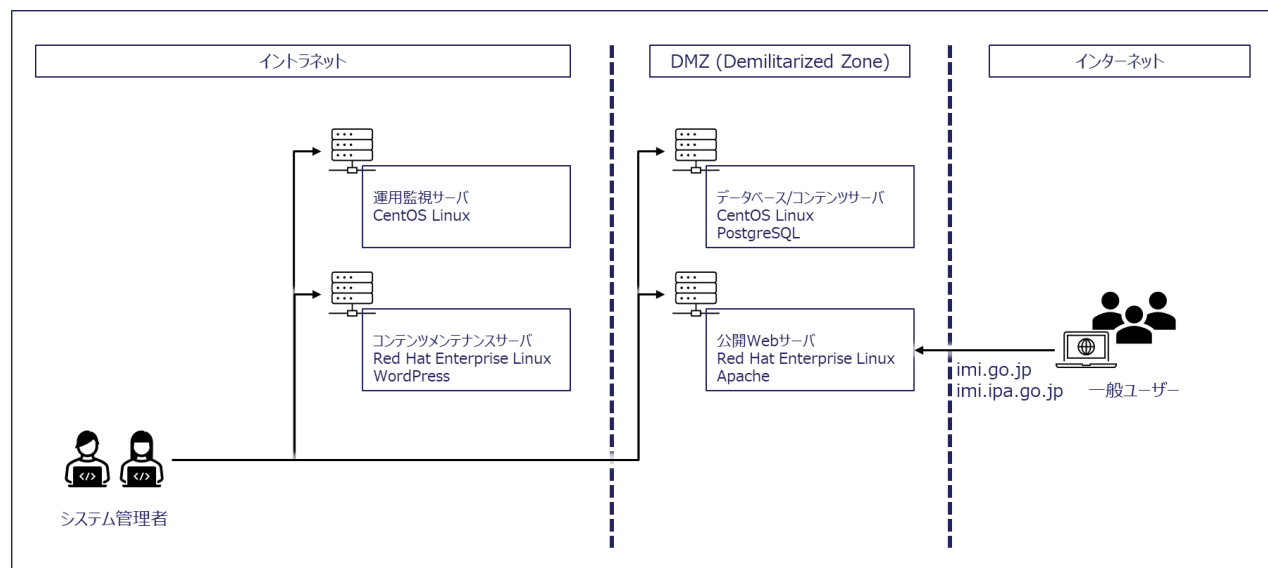 イントラネット
DMZ (Demilitarized Zone)
インターネット
運用監視サーバ
CentOS Linux
データベース/コンテンツサーバ
CentOS Linux
PostgreSQL
コンテンツメンテナンスサーバ
Red Hat Enterprise Linux
WordPress
公開Webサーバ
Red Hat Enterprise Linux
Apache
imi.go.jp
imi.ipa.go.jp
一般ユーザー
</>
</>
システム管理者